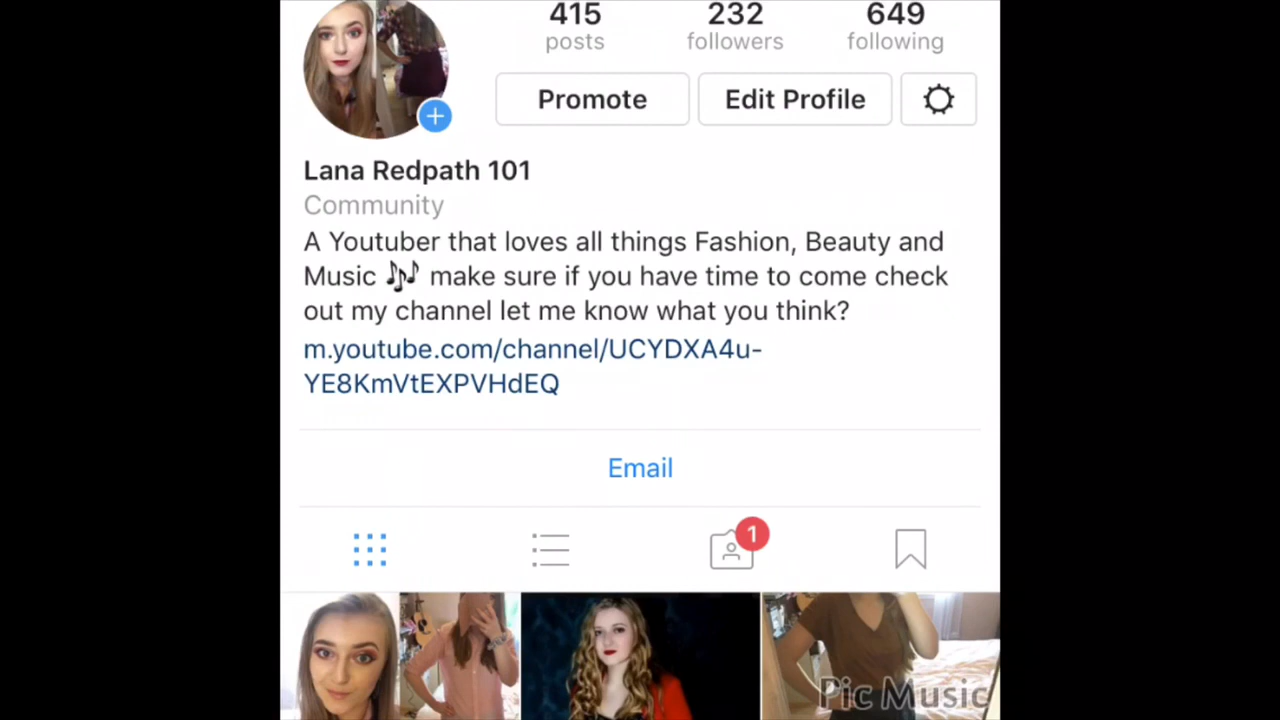 415 232 649
posts followers following
Promote Edit Profile
Lana Redpath 101
Community
A Youtuber that loves all things Fashion, Beauty and
Music 🎶 make sure if you have time to come check
out my channel let me know what you think?
m.youtube.com/channel/UCYDXA4u-
YE8KmVtEXPVHdEQ
Email
1
Pic Music